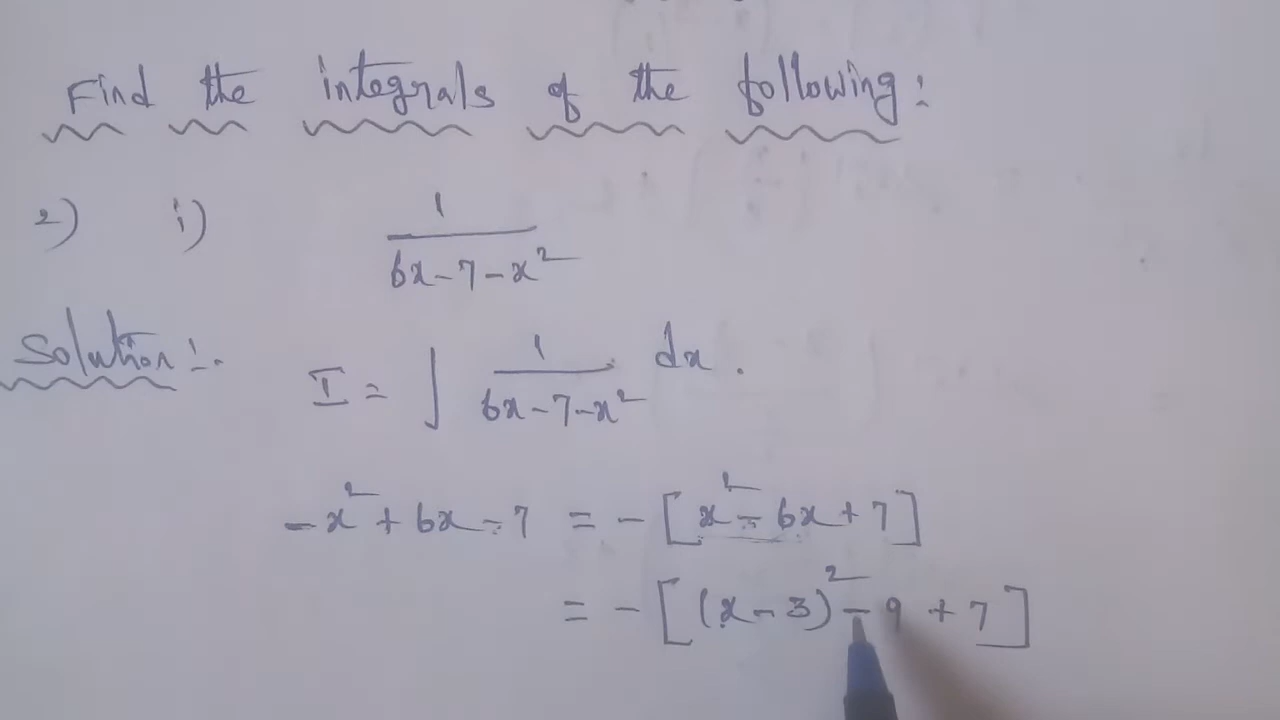 Find the integrals of the following:
2) i) 1 / (6x-7-x²)
Solution:-
I = ∫ 1 / (6x-7-x²) dx.
-x² + 6x - 7 = -[x² - 6x + 7]
= -[(x-3)² - 9 + 7]